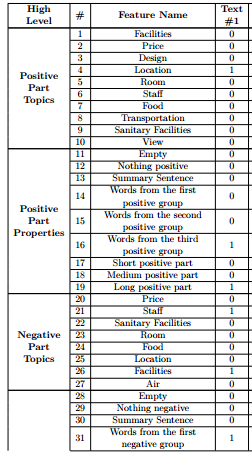 High Level # Feature Name Text #1
Positive Part Topics
1 Facilities 0
2 Price 0
3 Design 0
4 Location 1
5 Room 0
6 Staff 0
7 Food 0
8 Transportation 0
9 Sanitary Facilities 0
10 View 0
Positive Part Properties
11 Empty 0
12 Nothing positive 0
13 Summary Sentence 0
14 Words from the first positive group 0
15 Words from the second positive group 0
16 Words from the third positive group 1
17 Short positive part 0
18 Medium positive part 0
19 Long positive part 1
Negative Part Topics
20 Price 0
21 Staff 1
22 Sanitary Facilities 0
23 Room 0
24 Food 0
25 Location 0
26 Facilities 1
27 Air 0
28 Empty 0
29 Nothing negative 0
30 Summary Sentence 0
31 Words from the first negative group 1